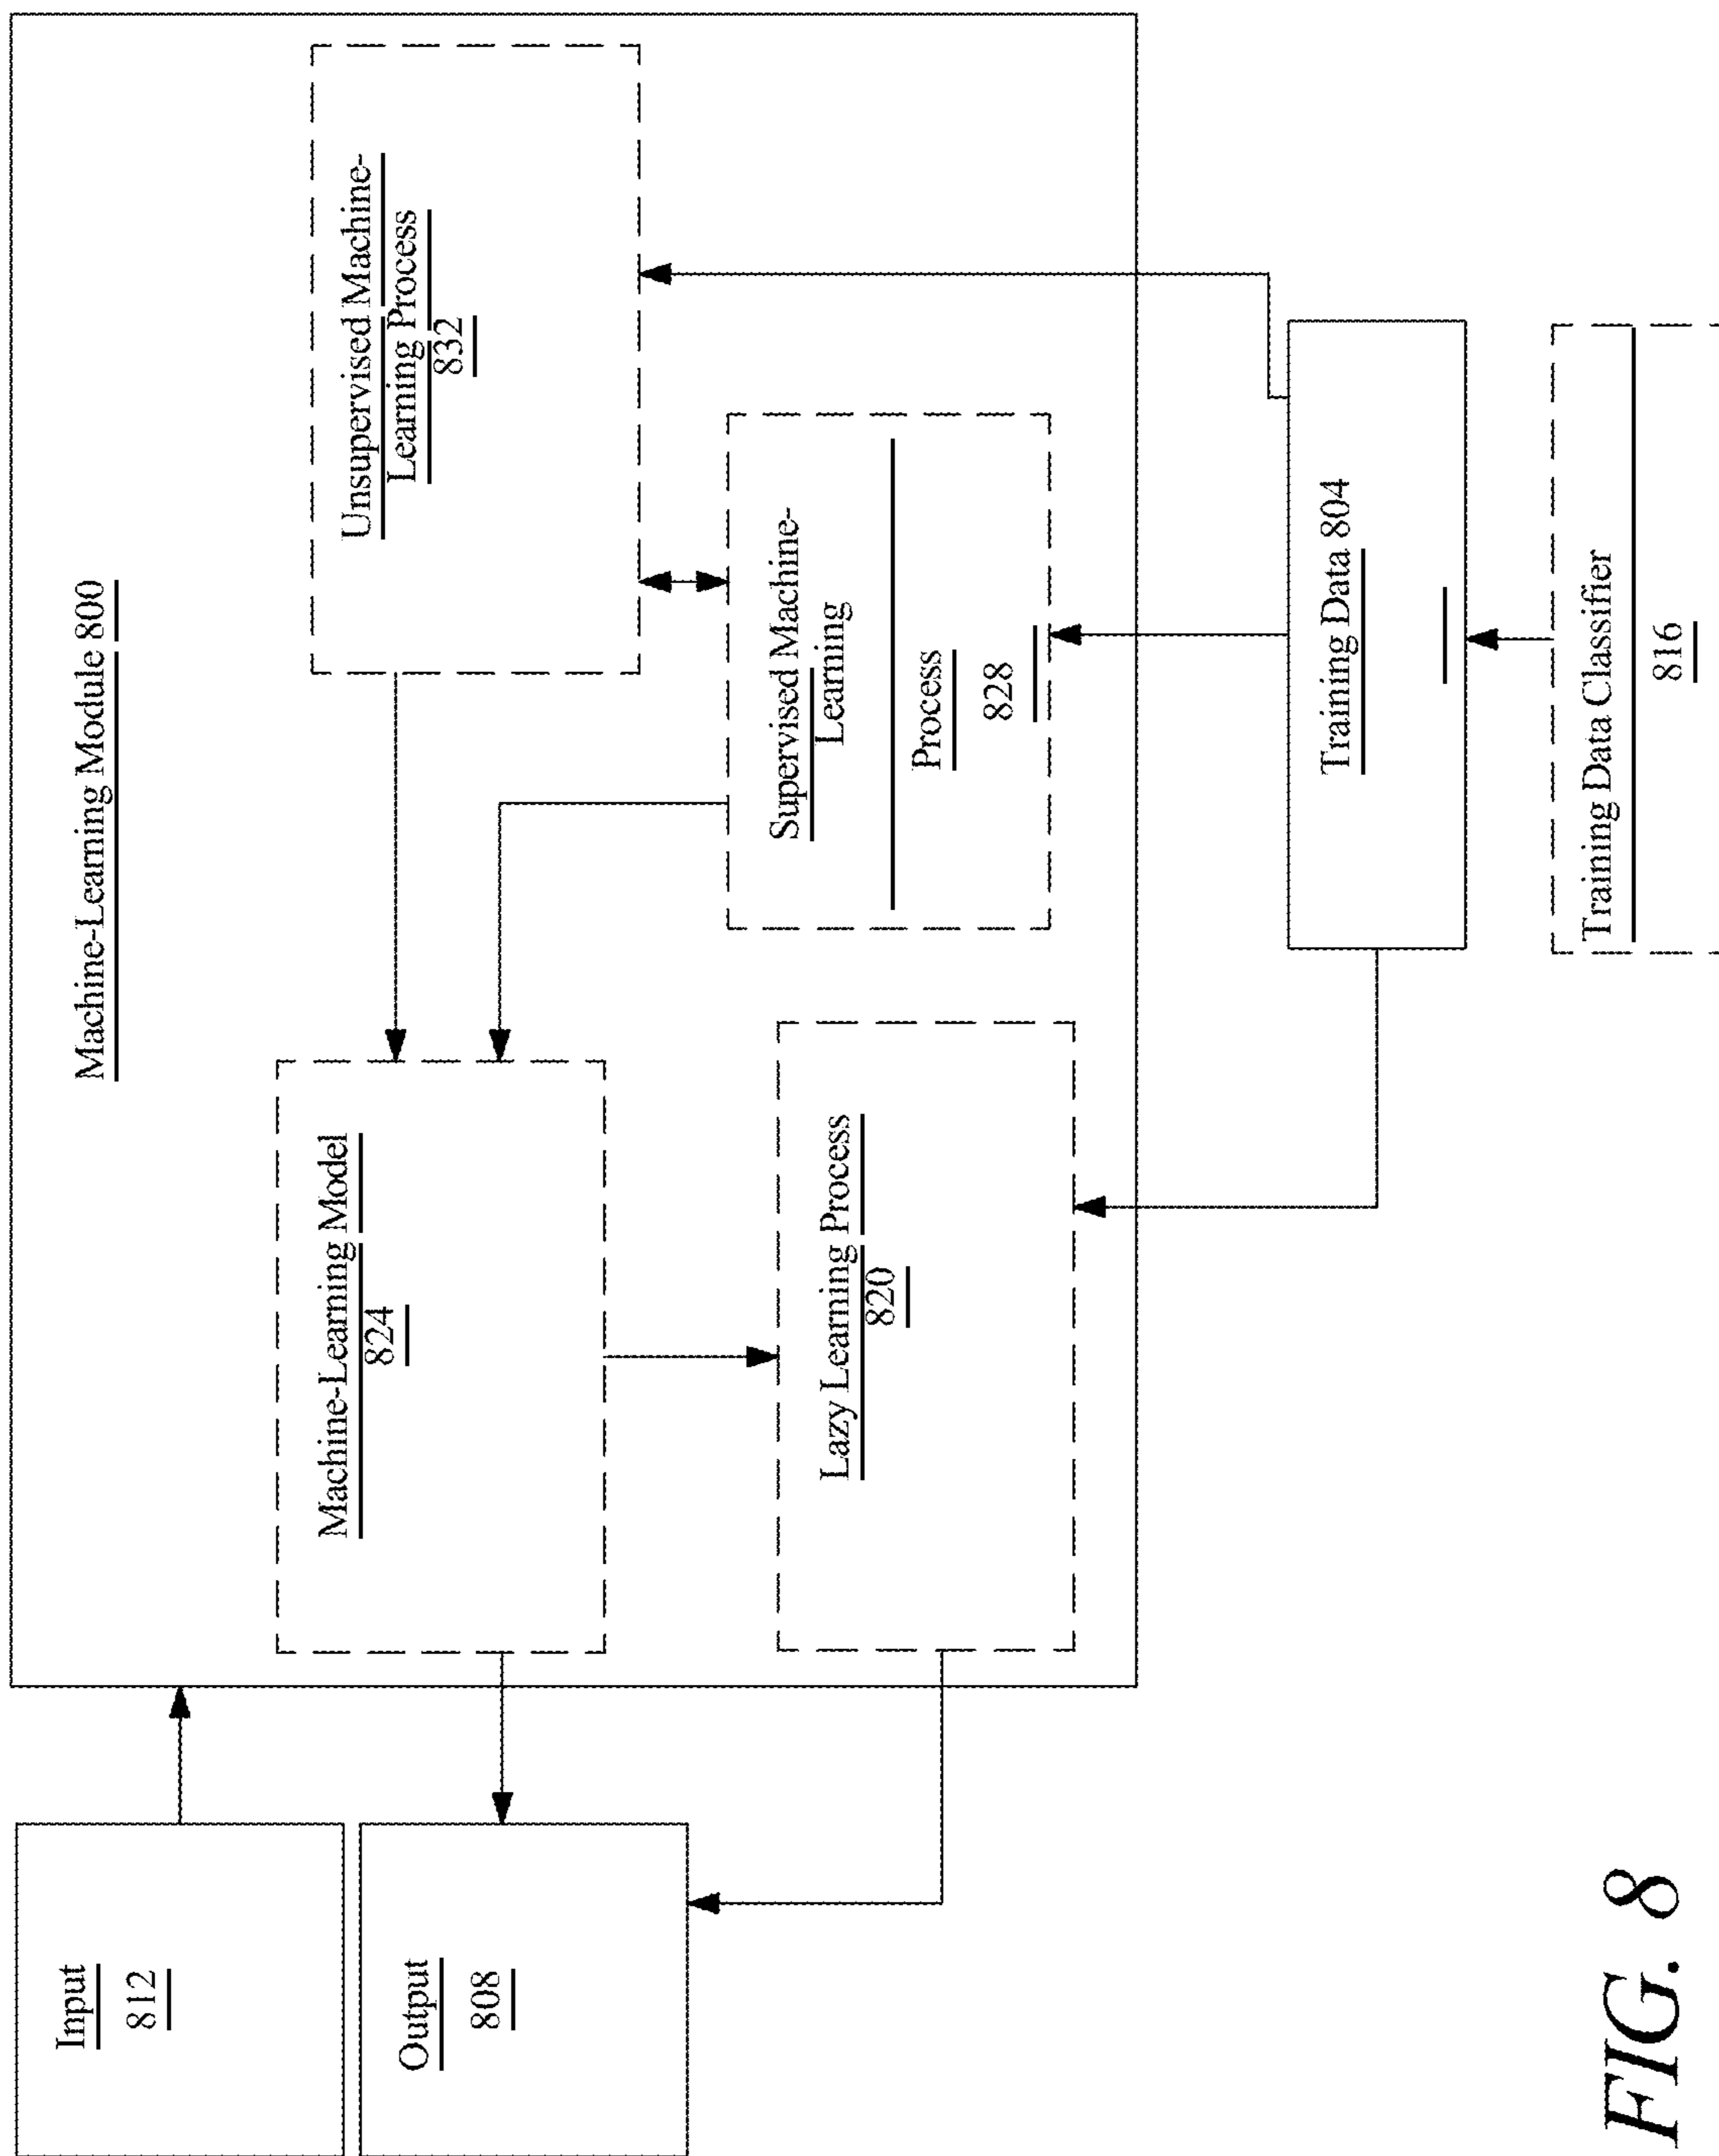 Machine-Learning Module 800
Input
812
Output
808
Machine-Learning Model
824
Unsupervised Machine-
Learning Process
832
Lazy Learning Process
820
Supervised Machine-
Learning
Process
828
Training Data 804
Training Data Classifier
816
FIG. 8